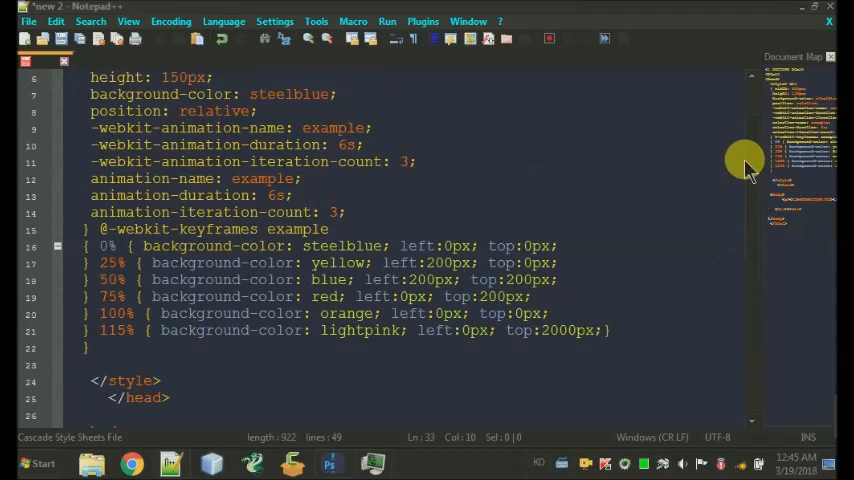 *new 2 - Notepad++
File Edit Search View Encoding Language Settings Tools Macro Run Plugins Window ? X
Document Map
6 height: 150px;
7 background-color: steelblue;
8 position: relative;
9 -webkit-animation-name: example;
10 -webkit-animation-duration: 6s;
11 -webkit-animation-iteration-count: 3;
12 animation-name: example;
13 animation-duration: 6s;
14 animation-iteration-count: 3;
15 } @-webkit-keyframes example
16 { 0% { background-color: steelblue; left:0px; top:0px;
17 } 25% { background-color: yellow; left:200px; top:0px;
18 } 50% { background-color: blue; left:200px; top:200px;
19 } 75% { background-color: red; left:0px; top:200px;
20 } 100% { background-color: orange; left:0px; top:0px;
21 } 115% { background-color: lightpink; left:0px; top:2000px;}
22 }
23
24 </style>
25 </head>
26
Cascade Style Sheets File length : 922 lines : 49 Ln : 33 Col : 10 Sel : 0 | 0 Windows (CR LF) UTF-8 INS
Start KO 12:45 AM
3/19/2018